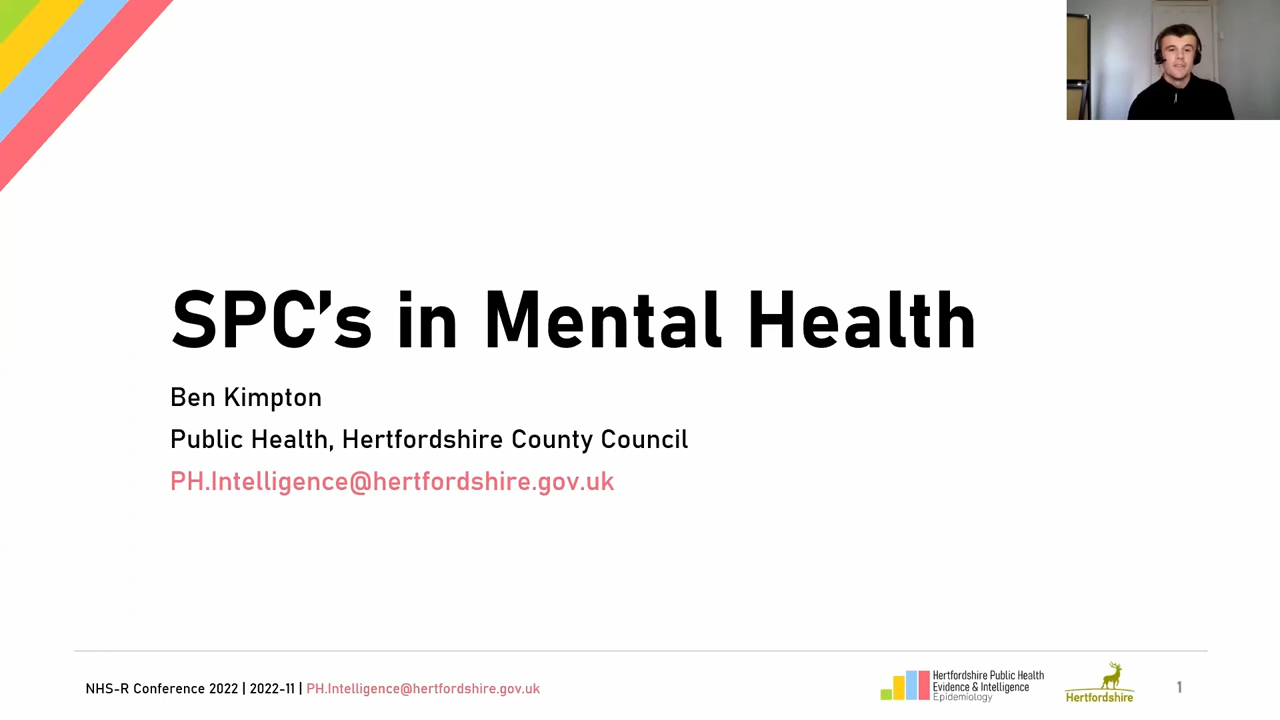 SPC's in Mental Health
Ben Kimpton
Public Health, Hertfordshire County Council
PH.Intelligence@hertfordshire.gov.uk
NHS-R Conference 2022 | 2022-11 | PH.Intelligence@hertfordshire.gov.uk
Hertfordshire Public Health
Evidence & Intelligence
Epidemiology
Hertfordshire
1